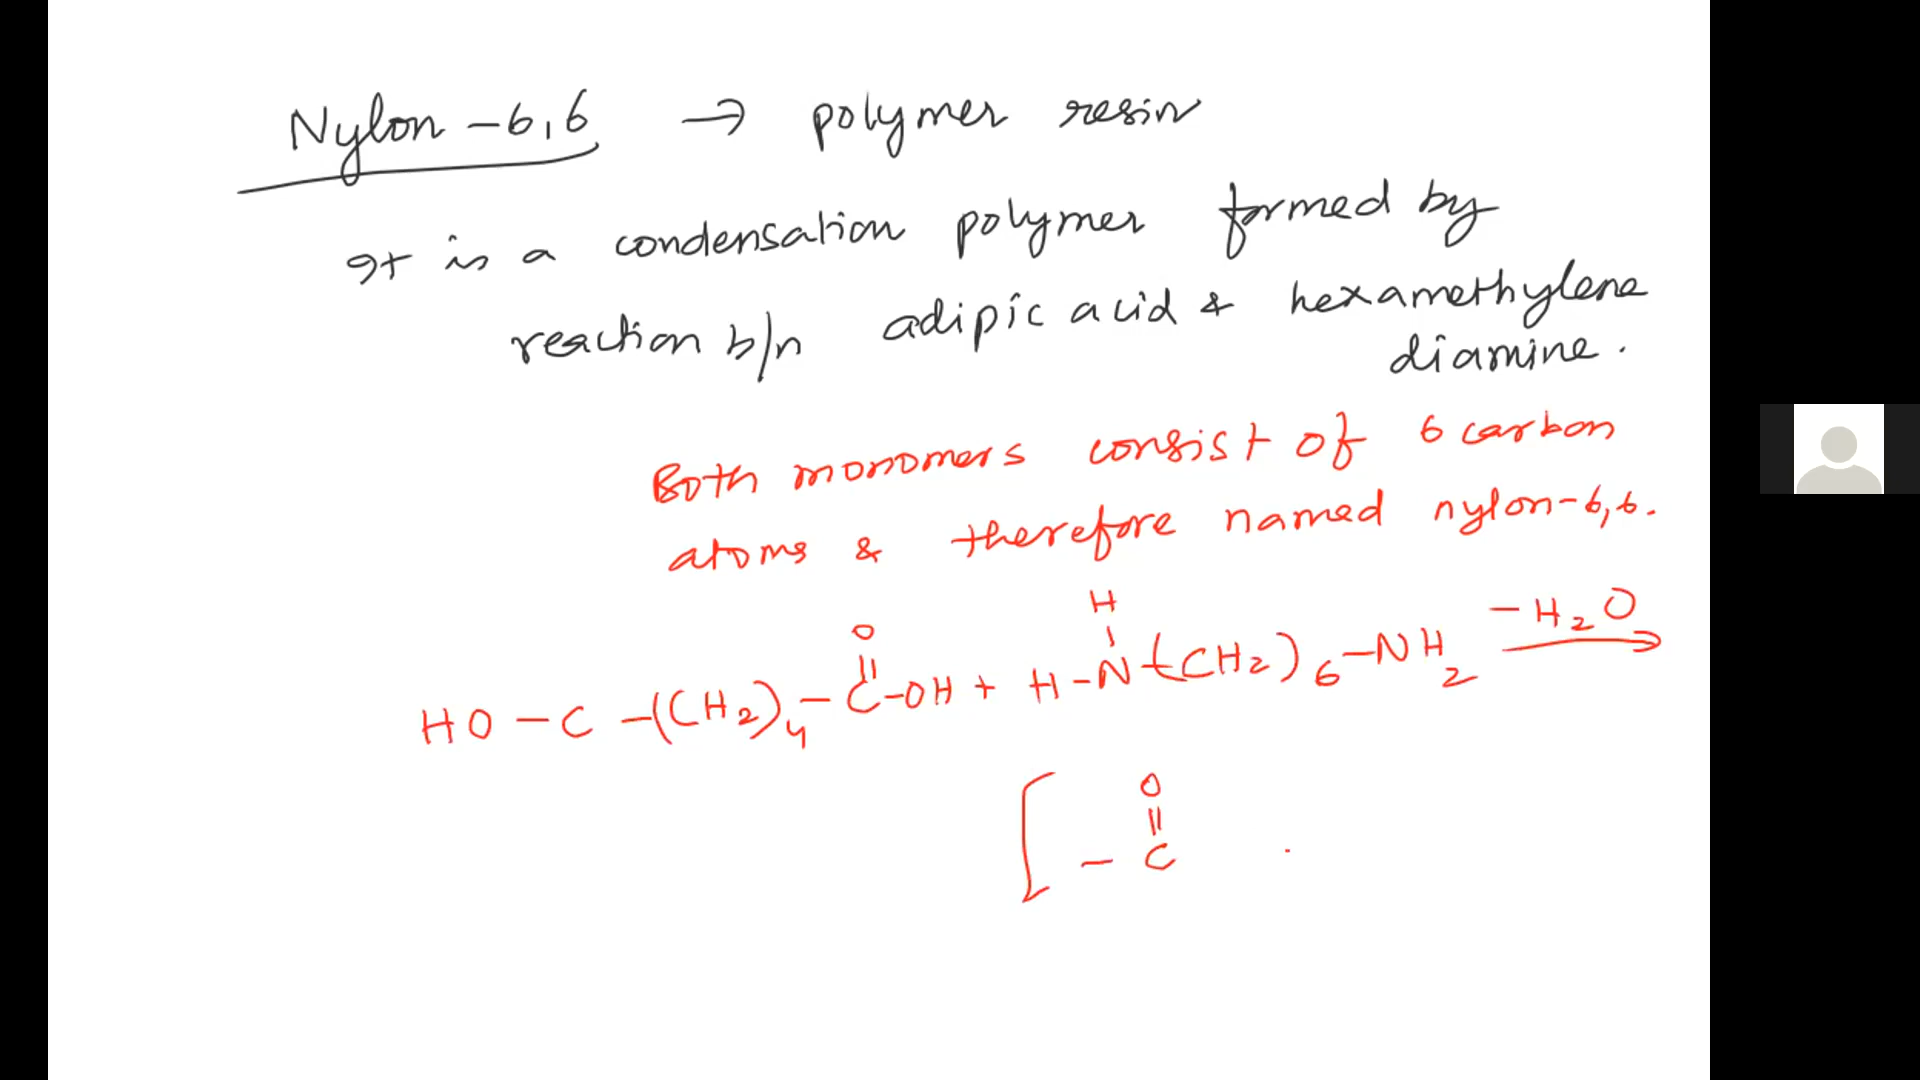 Nylon-6,6 → polymer resin
It is a condensation polymer formed by
reaction b/n adipic acid & hexamethylene
diamine.
Both monomers consist of 6 carbon
atoms & therefore named nylon-6,6.
O H
|| |
HO - C -(CH2)4 - C-OH + H-N-(CH2)6-NH2 -H2O →
[ O
||
- C